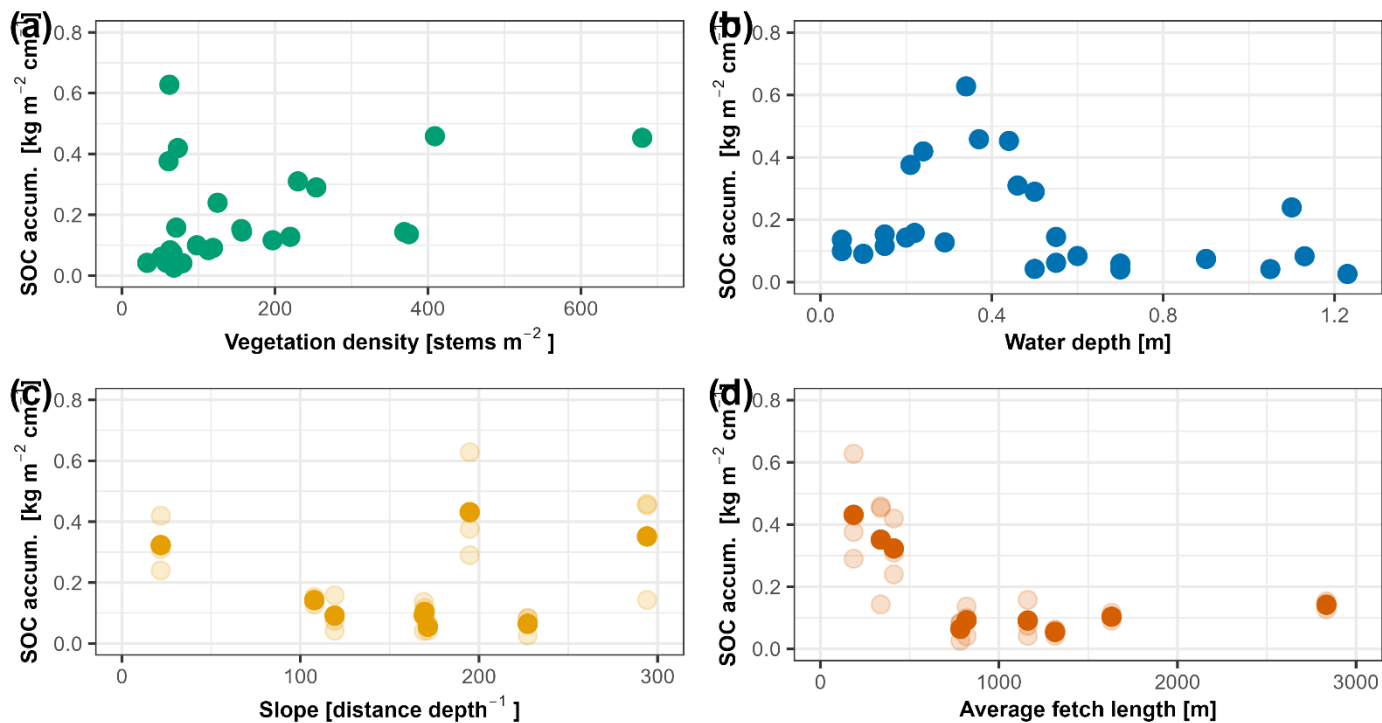 (a)
SOC accum. [kg m⁻² cm⁻¹]
0.8
0.6
0.4
0.2
0.0
0 200 400 600
Vegetation density [stems m⁻² ]
(b)
SOC accum. [kg m⁻² cm⁻¹]
0.8
0.6
0.4
0.2
0.0
0.0 0.4 0.8 1.2
Water depth [m]
(c)
SOC accum. [kg m⁻² cm⁻¹]
0.8
0.6
0.4
0.2
0.0
0 100 200 300
Slope [distance depth⁻¹ ]
(d)
SOC accum. [kg m⁻² cm⁻¹]
0.8
0.6
0.4
0.2
0.0
0 1000 2000 3000
Average fetch length [m]